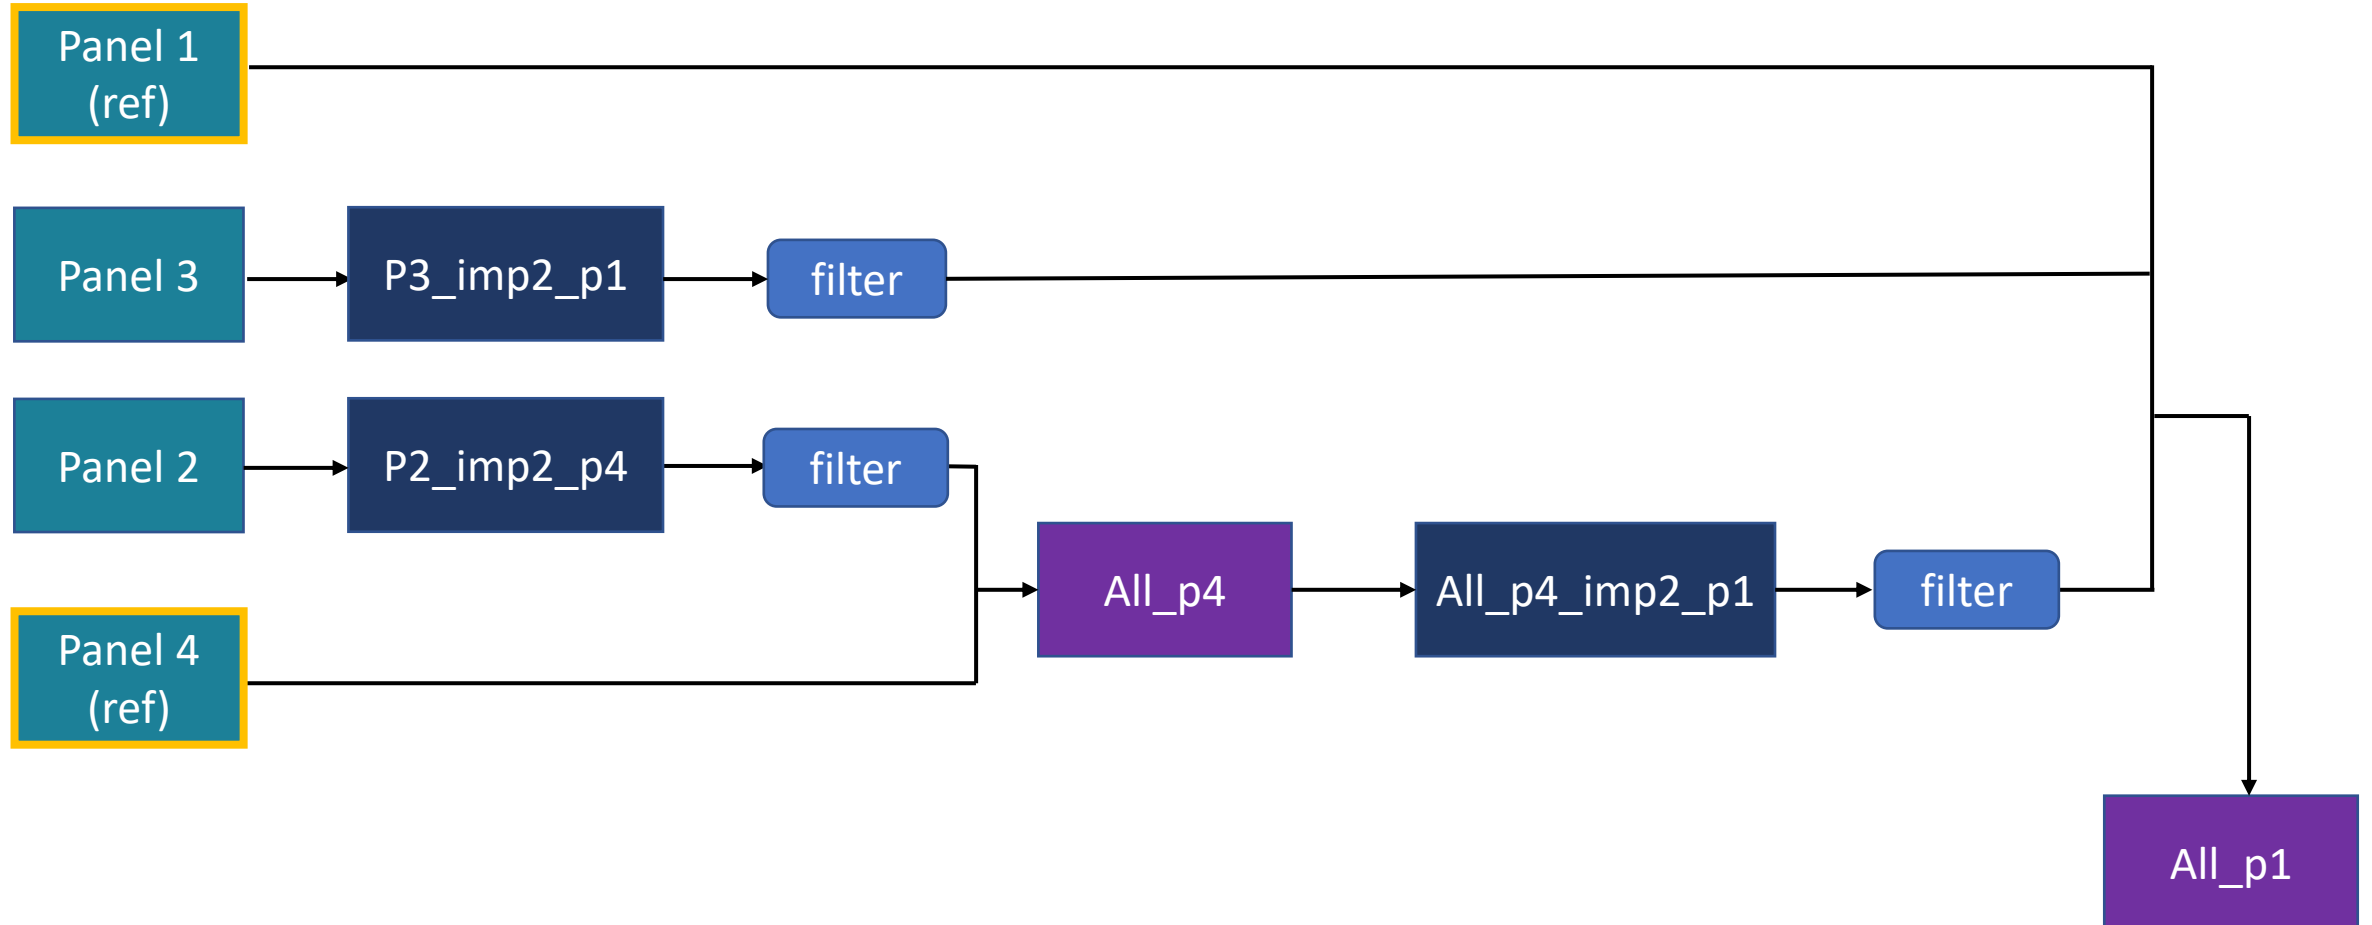 Panel 1
(ref)
Panel 3
P3_imp2_p1
filter
Panel 2
P2_imp2_p4
filter
All_p4
All_p4_imp2_p1
filter
Panel 4
(ref)
All_p1